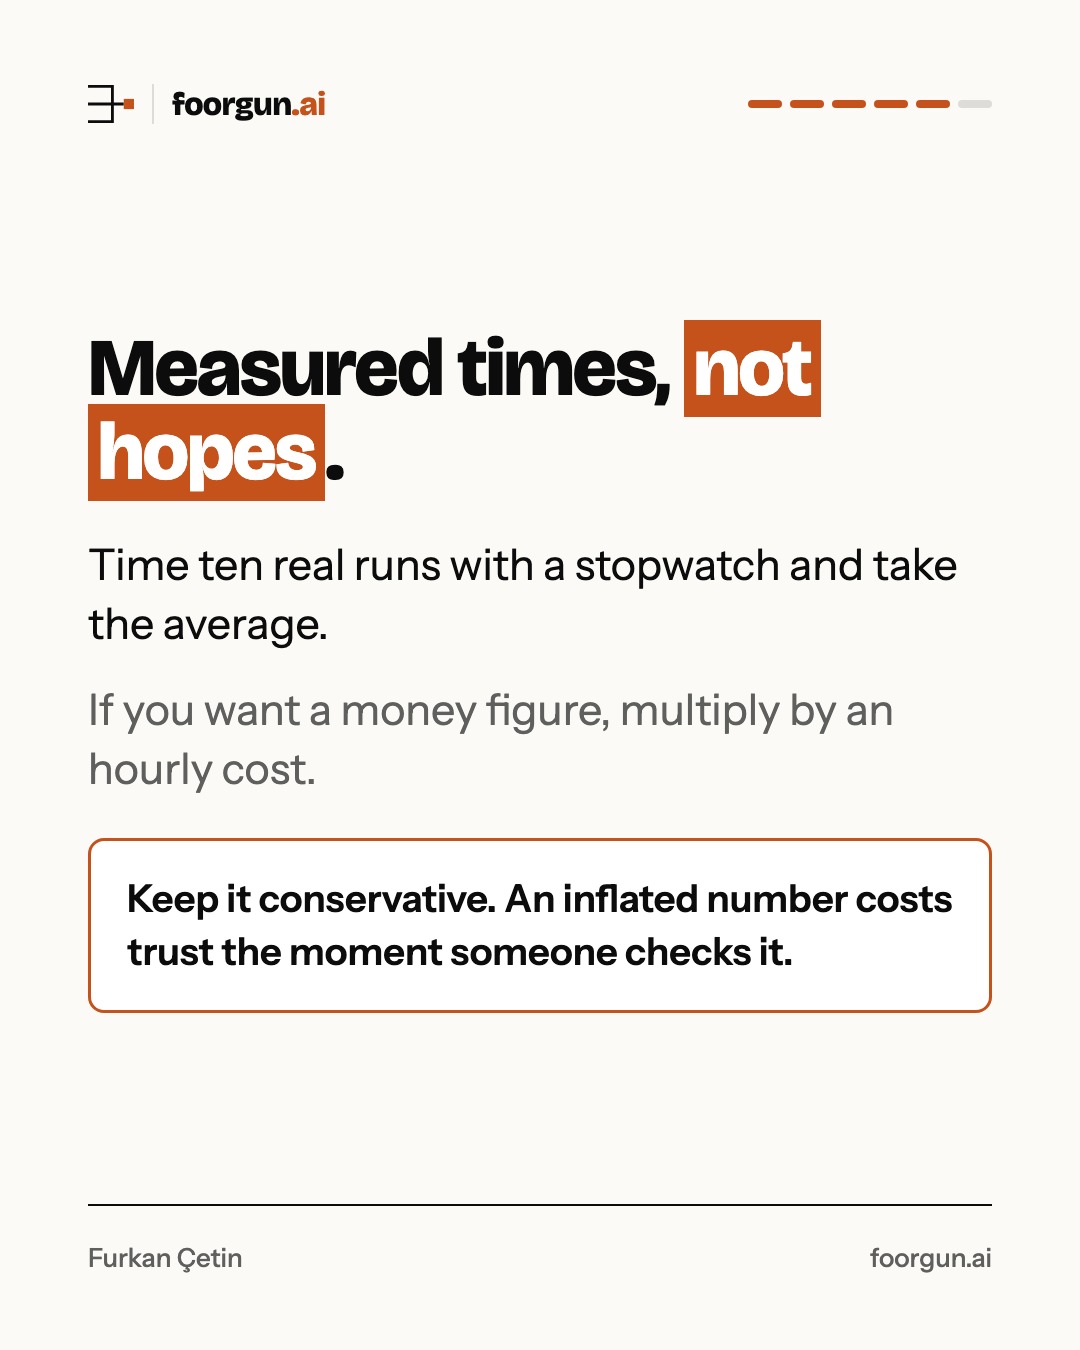 foorgun.ai
Measured times, not
hopes.
Time ten real runs with a stopwatch and take
the average.
If you want a money figure, multiply by an
hourly cost.
Keep it conservative. An inflated number costs
trust the moment someone checks it.
Furkan Çetin
foorgun.ai